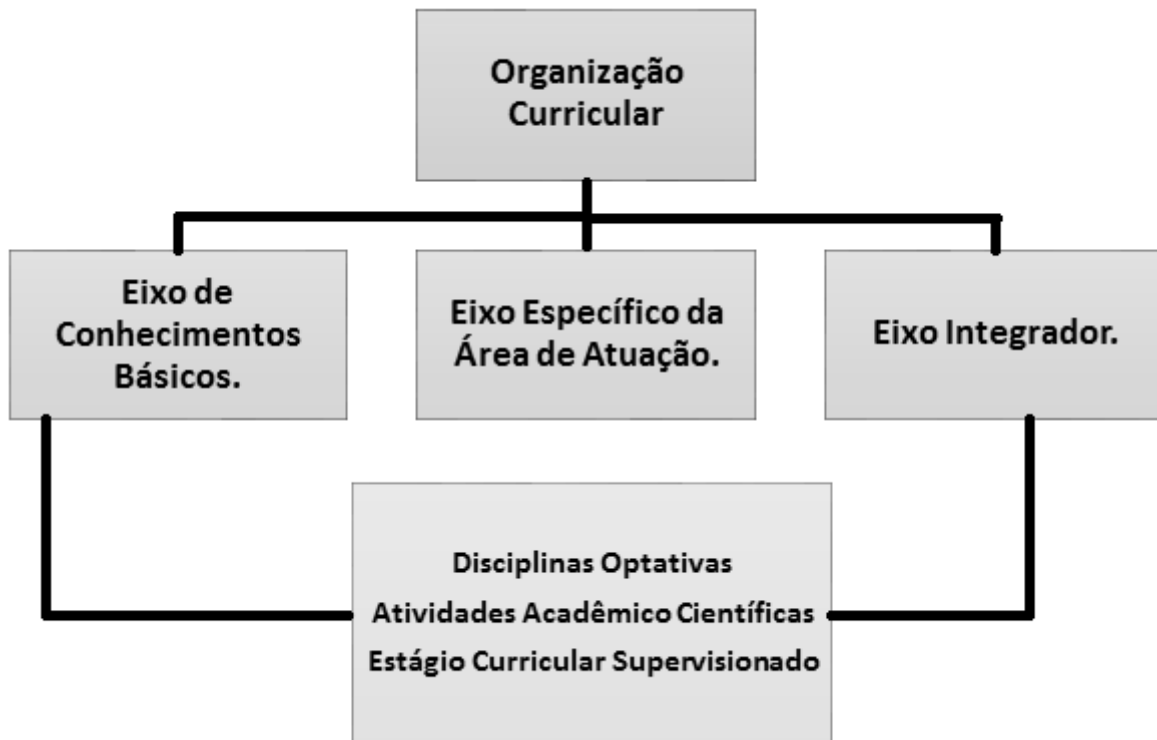 Organização
Curricular
Eixo de
Conhecimentos
Básicos.
Eixo Específico da
Área de Atuação.
Eixo Integrador.
Disciplinas Optativas
Atividades Acadêmico Científicas
Estágio Curricular Supervisionado